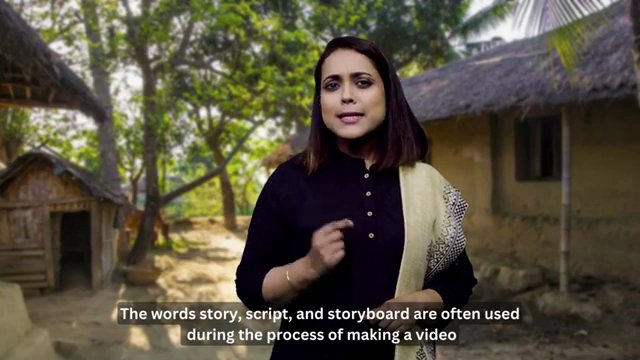 The words story, script, and storyboard are often used
during the process of making a video